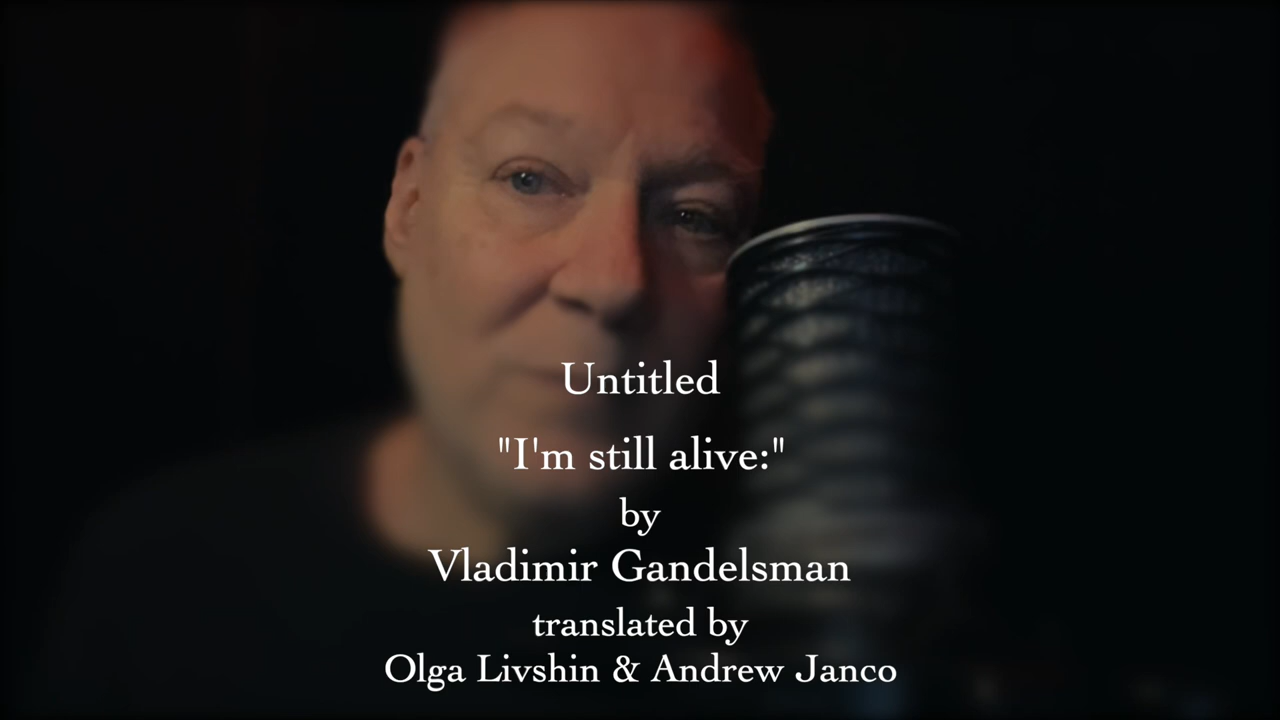 Untitled
"I'm still alive:"
by
Vladimir Gandelsman
translated by
Olga Livshin & Andrew Janco